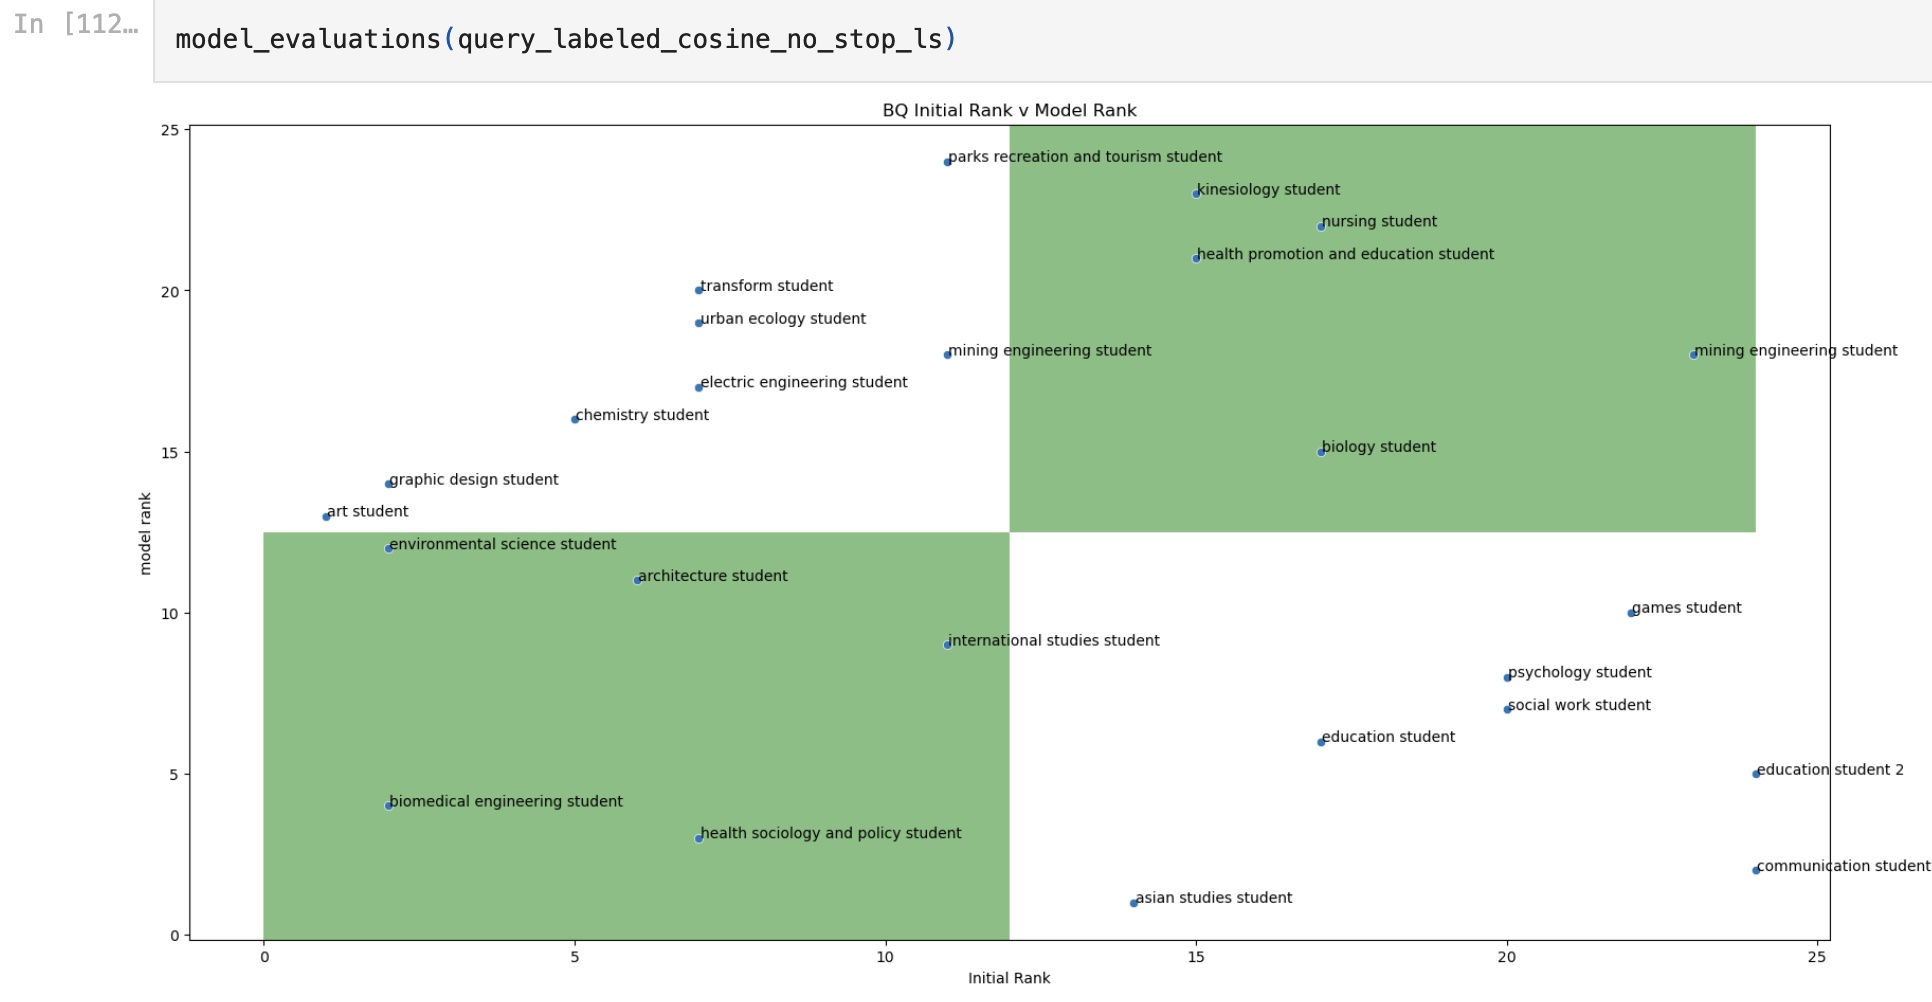 In [112…
model_evaluations(query_labeled_cosine_no_stop_ls)
BQ Initial Rank v Model Rank
25
parks recreation and tourism student
kinesiology student
nursing student
health promotion and education student
transform student
20
urban ecology student
mining engineering student
mining engineering student
electric engineering student
chemistry student
biology student
15
graphic design student
art student
model rank
environmental science student
architecture student
games student
10
international studies student
psychology student
social work student
education student
education student 2
5
biomedical engineering student
health sociology and policy student
communication student
asian studies student
0
0
5
10
15
20
25
Initial Rank